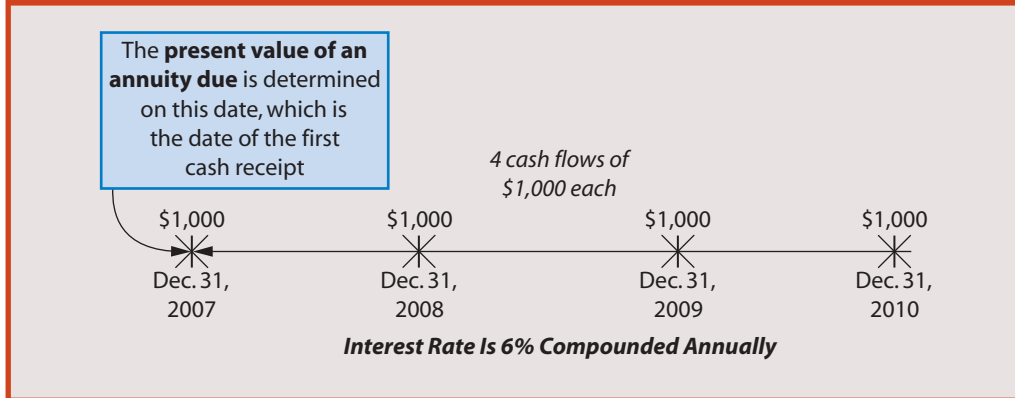 The present value of an
annuity due is determined
on this date, which is
the date of the first
cash receipt
4 cash flows of
$1,000 each
$1,000 $1,000 $1,000 $1,000
Dec. 31, Dec. 31, Dec. 31, Dec. 31,
2007 2008 2009 2010
Interest Rate Is 6% Compounded Annually